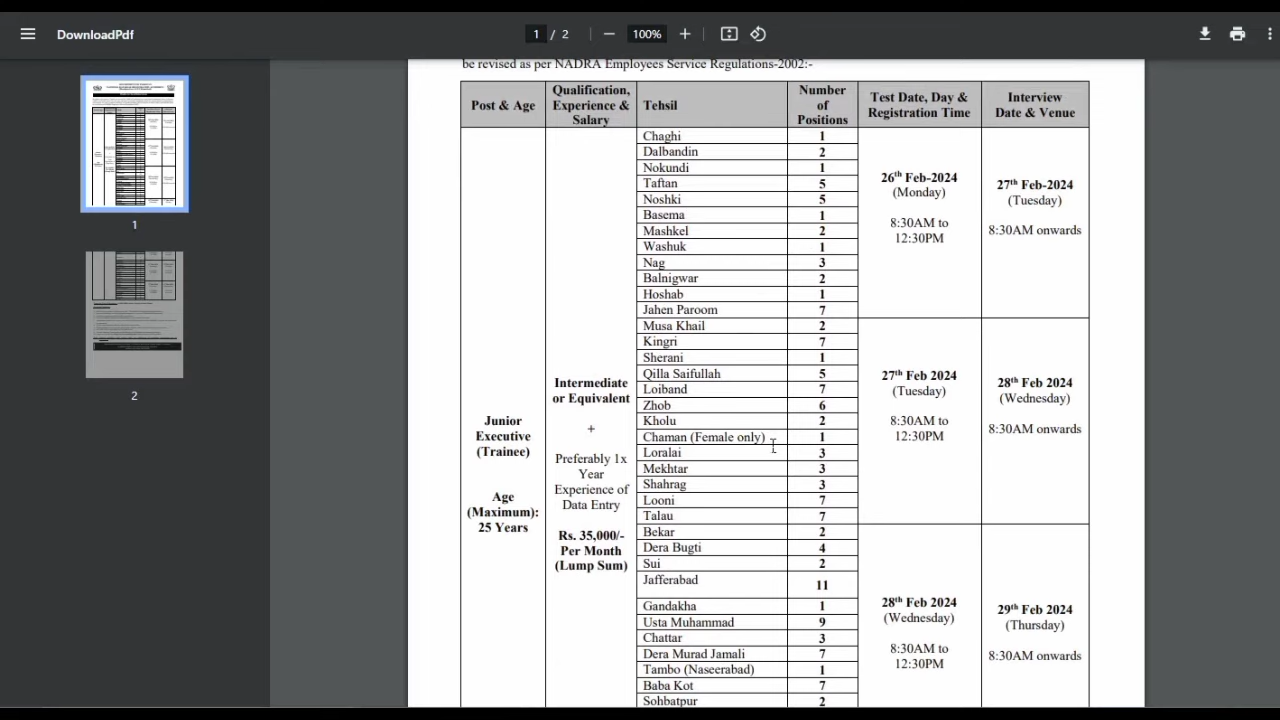 DownloadPdf
1 / 2
100%
1
2
be revised as per NADRA Employees Service Regulations-2002:-
Post & Age
Qualification,
Experience &
Salary
Tehsil
Number
of
Positions
Test Date, Day &
Registration Time
Interview
Date & Venue
Junior
Executive
(Trainee)
Age
(Maximum):
25 Years
Intermediate
or Equivalent
+
Preferably 1x
Year
Experience of
Data Entry
Rs. 35,000/-
Per Month
(Lump Sum)
Chaghi 1
Dalbandin 2
Nokundi 1
Taftan 5
Noshki 5
Basema 1
Mashkel 2
Washuk 1
Nag 3
Balnigwar 2
Hoshab 1
Jahen Paroom 7
26th Feb-2024
(Monday)
8:30AM to
12:30PM
27th Feb-2024
(Tuesday)
8:30AM onwards
Musa Khail 2
Kingri 7
Sherani 1
Qilla Saifullah 5
Loiband 7
Zhob 6
Kholu 2
Chaman (Female only) 1
Loralai 3
Mekhtar 3
Shahrag 3
Looni 7
Talau 7
27th Feb 2024
(Tuesday)
8:30AM to
12:30PM
28th Feb 2024
(Wednesday)
8:30AM onwards
Bekar 2
Dera Bugti 4
Sui 2
Jafferabad 11
Gandakha 1
Usta Muhammad 9
Chattar 3
Dera Murad Jamali 7
Tambo (Naseerabad) 1
Baba Kot 7
Sohbatpur 2
28th Feb 2024
(Wednesday)
8:30AM to
12:30PM
29th Feb 2024
(Thursday)
8:30AM onwards